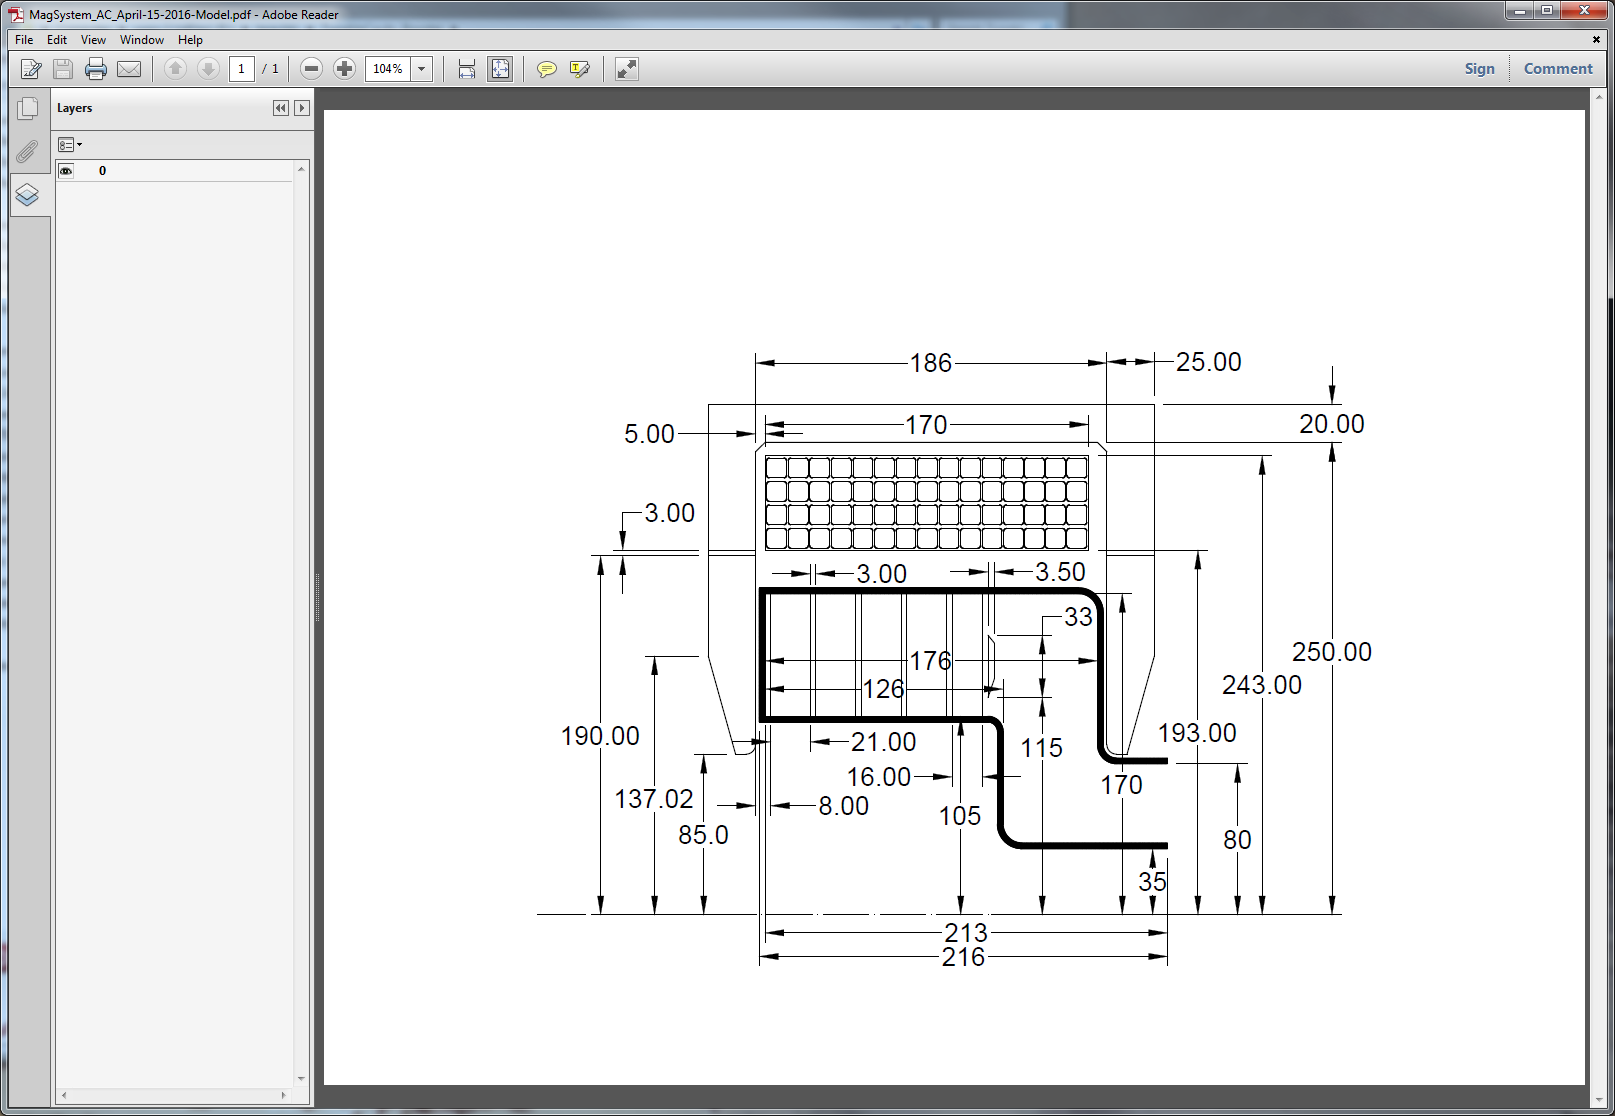 MagSystem_AC_April-15-2016-Model.pdf - Adobe Reader
File Edit View Window Help
1 / 1 104% Sign Comment
Layers
0
186 25.00
170 20.00
5.00
3.00
3.00 3.50
33
176 250.00
126 243.00
190.00 21.00 115 193.00
16.00 170
137.02 8.00 105
85.0 80
35
213
216